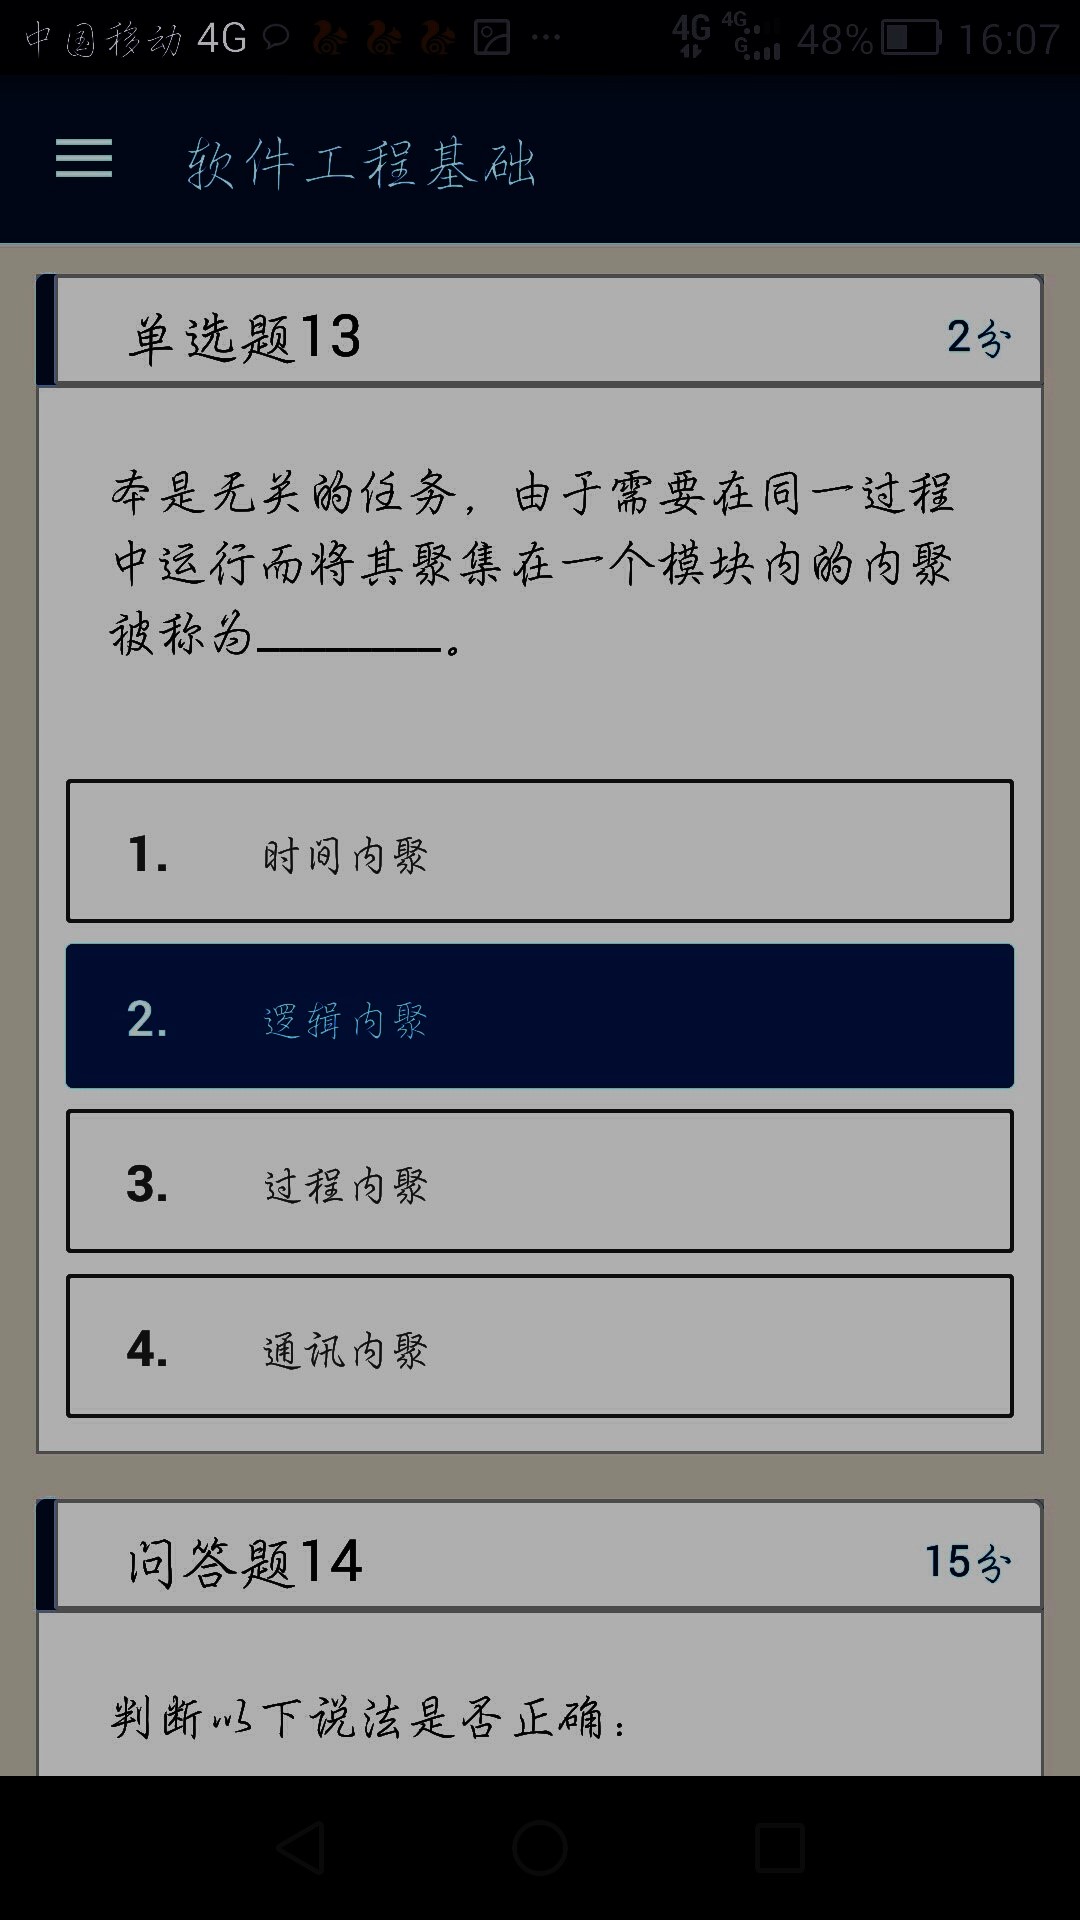 中国移动 4G ... 4G 4G G 48% 16:07
软件工程基础
单选题13 2分
本是无关的任务，由于需要在同一过程
中运行而将其聚集在一个模块内的内聚
被称为________。
1. 时间内聚
2. 逻辑内聚
3. 过程内聚
4. 通讯内聚
问答题14 15分
判断以下说法是否正确：